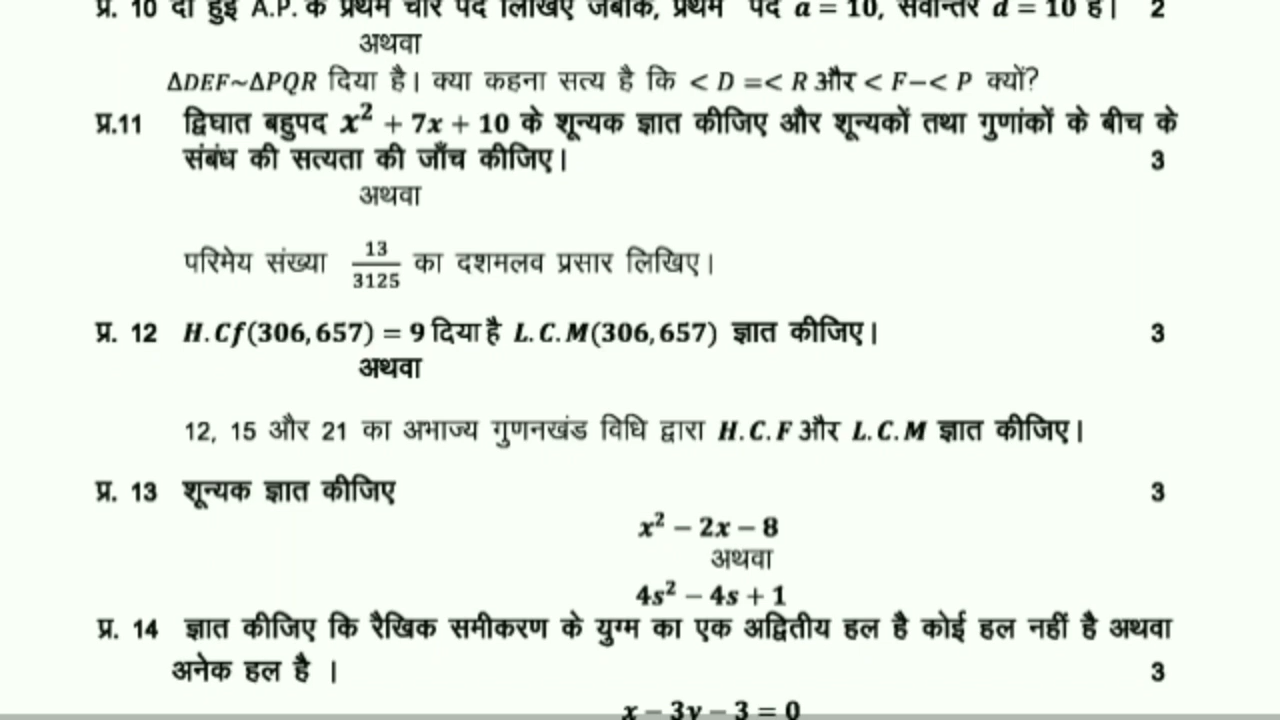 प्र. 10 दी हुई A.P. के प्रथम चार पद लिखिए जबकि, प्रथम पद a = 10, सर्वान्तर d = 10 है। 2
अथवा
ΔDEF~ΔPQR दिया है। क्या कहना सत्य है कि < D =< R और < F−< P क्यों?
प्र.11 द्विघात बहुपद x² + 7x + 10 के शून्यक ज्ञात कीजिए और शून्यकों तथा गुणांकों के बीच के
संबंध की सत्यता की जाँच कीजिए। 3
अथवा
परिमेय संख्या 13/3125 का दशमलव प्रसार लिखिए।
प्र. 12 H.Cf(306,657) = 9 दिया है L.C.M(306,657) ज्ञात कीजिए। 3
अथवा
12, 15 और 21 का अभाज्य गुणनखंड विधि द्वारा H.C.F और L.C.M ज्ञात कीजिए।
प्र. 13 शून्यक ज्ञात कीजिए 3
x² − 2x − 8
अथवा
4s² − 4s + 1
प्र. 14 ज्ञात कीजिए कि रैखिक समीकरण के युग्म का एक अद्वितीय हल है कोई हल नहीं है अथवा
अनेक हल है । 3
x − 3y − 3 = 0